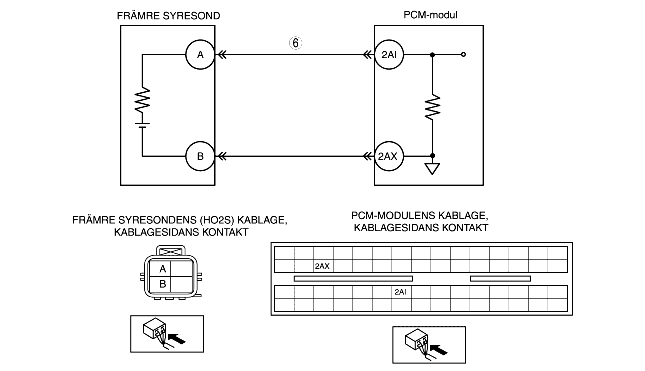 FRÄMRE SYRESOND
PCM-modul
A
6
2AI
B
2AX
FRÄMRE SYRESONDENS (HO2S) KABLAGE,
KABLAGESIDANS KONTAKT
PCM-MODULENS KABLAGE,
KABLAGESIDANS KONTAKT
A
B
2AX
2AI